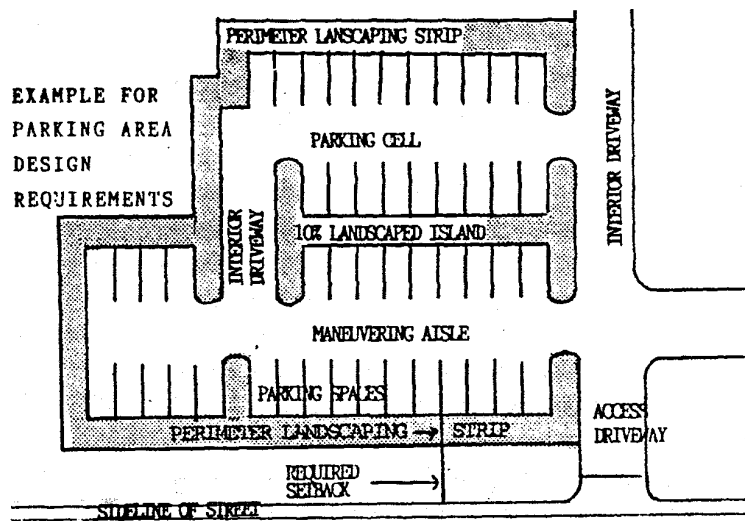 PERIMETER LANSCAPING STRIP
EXAMPLE FOR
PARKING AREA
DESIGN
REQUIREMENTS
PARKING CELL
INTERIOR DRIVEWAY
INTERIOR
DRIVEWAY
10% LANDSCAPED ISLAND
MANEUVERING AISLE
PARKING SPACES
PERIMETER LANDSCAPING → STRIP
ACCESS
DRIVEWAY
REQUIRED
SETBACK
SIDELINE OF STREET